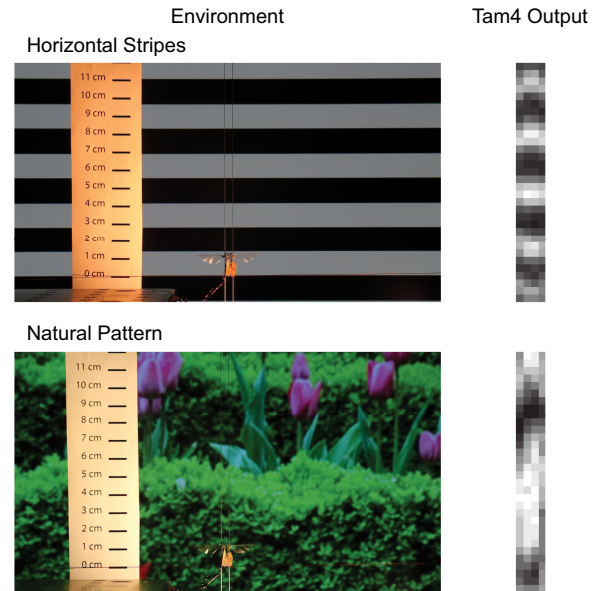 Environment
Tam4 Output
Horizontal Stripes
11 cm
10 cm
9 cm
8 cm
7 cm
6 cm
5 cm
4 cm
3 cm
2 cm
1 cm
0 cm
Natural Pattern
11 cm
10 cm
9 cm
8 cm
7 cm
6 cm
5 cm
4 cm
3 cm
2 cm
1 cm
0 cm